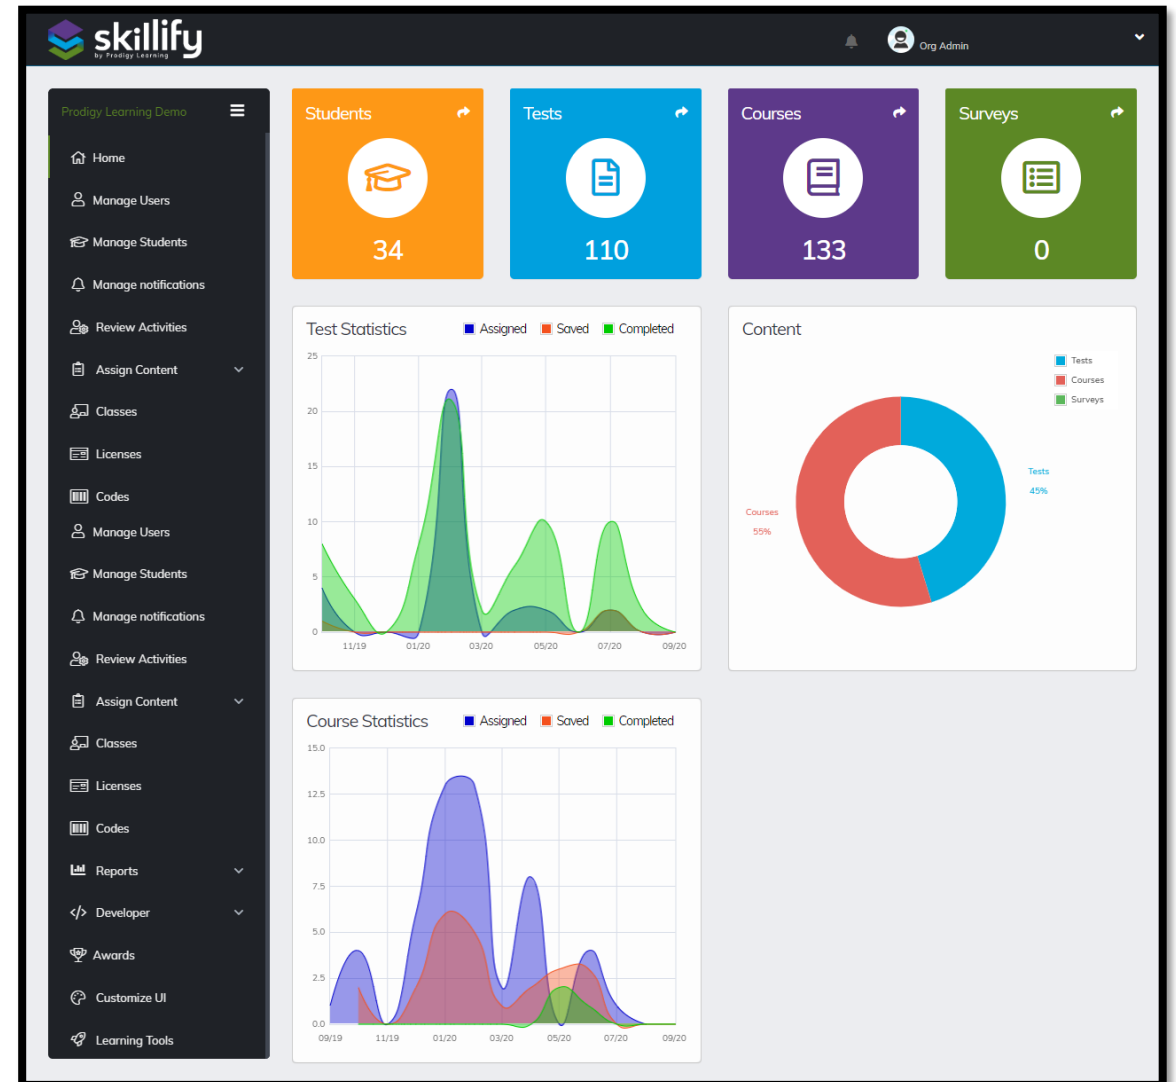 skillify
by Prodigy Learning
Org Admin
Prodigy Learning Demo
Home
Manage Users
Manage Students
Manage notifications
Review Activities
Assign Content
Classes
Licenses
Codes
Manage Users
Manage Students
Manage notifications
Review Activities
Assign Content
Classes
Licenses
Codes
Reports
Developer
Awards
Customize UI
Learning Tools
Students
34
Tests
110
Courses
133
Surveys
0
Test Statistics Assigned Saved Completed
25
20
15
10
5
0
11/19 01/20 03/20 05/20 07/20 09/20
Content
Tests
Courses
Surveys
Tests
45%
Courses
55%
Course Statistics Assigned Saved Completed
15.0
12.5
10.0
7.5
5.0
2.5
0.0
09/19 11/19 01/20 03/20 05/20 07/20 09/20